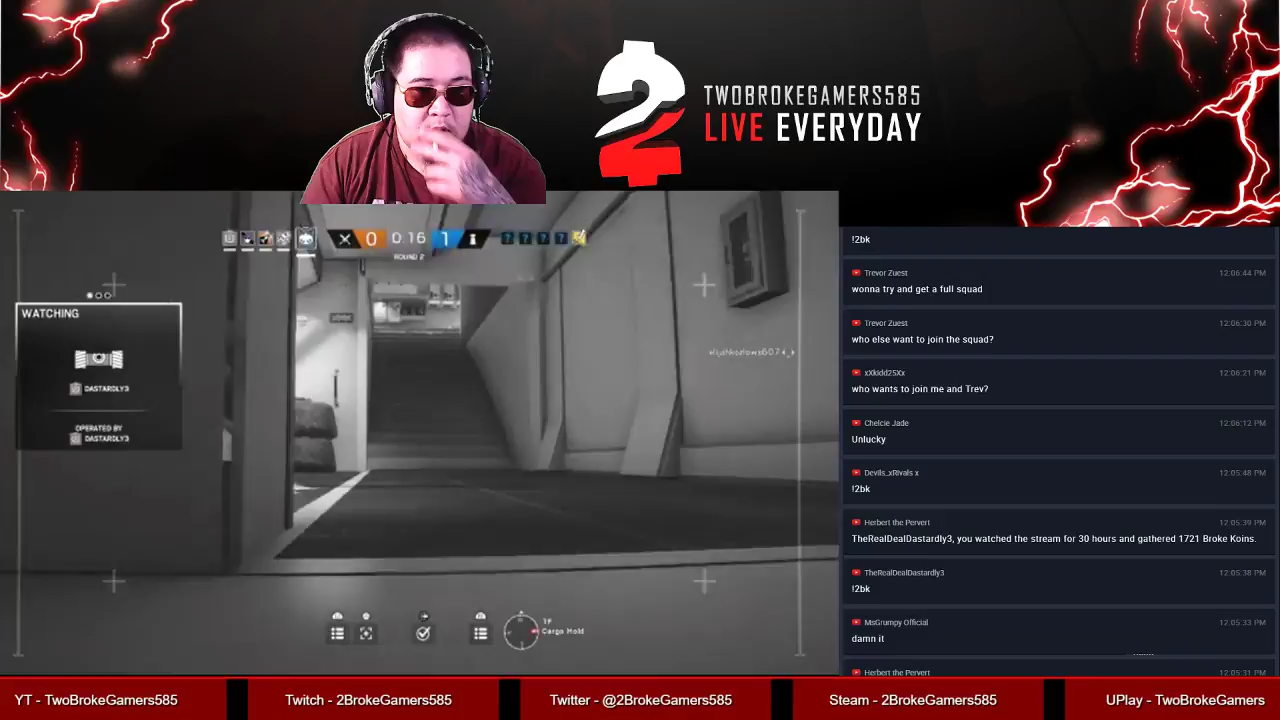 2
TWOBROKEGAMERS585
LIVE EVERYDAY
0 0:16 1
ROUND 2
? ? ? ?
WATCHING
DASTARDLY3
OPERATED BY
DASTARDLY3
1F
Cargo Hold
!2bk
Trevor Zuest 12:06:44 PM
wonna try and get a full squad
Trevor Zuest 12:06:30 PM
who else want to join the squad?
xXkidd25Xx 12:06:21 PM
who wants to join me and Trev?
Chelcie Jade 12:06:12 PM
Unlucky
Devils_xRivals x 12:05:48 PM
!2bk
Herbert the Pervert 12:05:39 PM
TheRealDealDastardly3, you watched the stream for 30 hours and gathered 1721 Broke Koins.
TheRealDealDastardly3 12:05:38 PM
!2bk
MsGrumpy Official 12:05:33 PM
damn it
Herbert the Pervert 12:05:31 PM
YT - TwoBrokeGamers585
Twitch - 2BrokeGamers585
Twitter - @2BrokeGamers585
Steam - 2BrokeGamers585
UPlay - TwoBrokeGamers